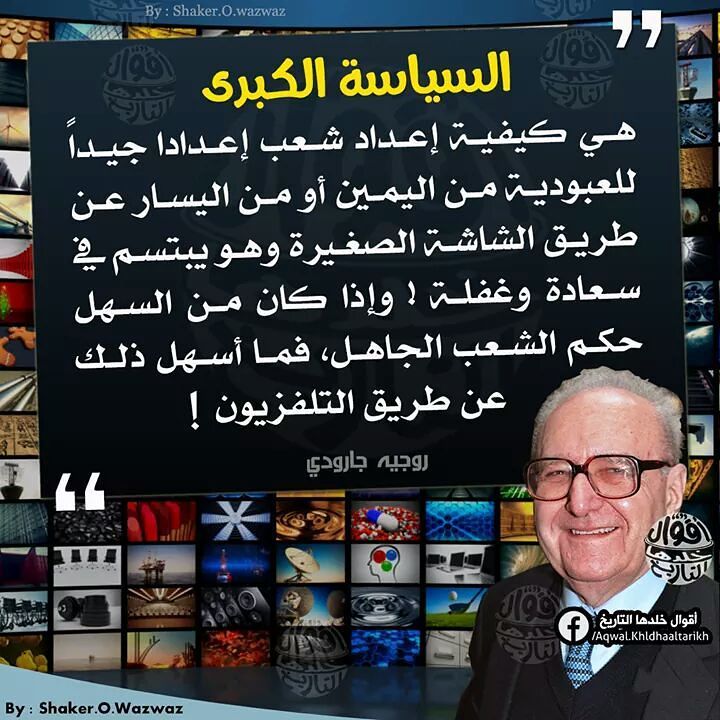 By : Shaker.O.wazwaz
السياسة الكبرى
هي كيفية إعداد شعب إعدادا جيداً
للعبودية من اليمين أو من اليسار عن
طريق الشاشة الصغيرة وهو يبتسم في
سعادة وغفلة ! وإذا كان من السهل
حكم الشعب الجاهل، فما أسهل ذلك
عن طريق التلفزيون !
روجيه جارودي
أقوال خلدها التاريخ
/Aqwal.Khldhaaltarikh
By : Shaker.O.Wazwaz